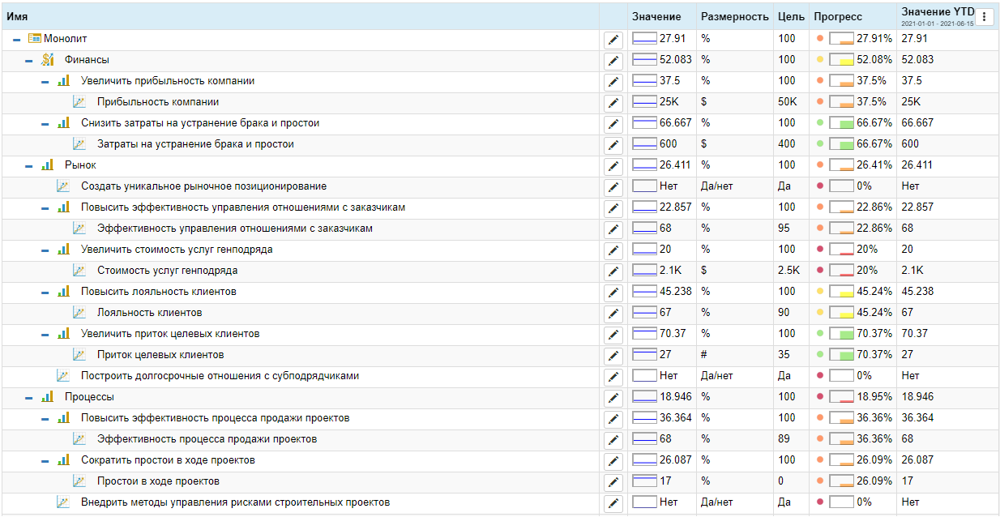 Имя Значение Размерность Цель Прогресс Значение YTD
2021-01-01 - 2021-06-15
Монолит 27.91 % 100 27.91% 27.91
Финансы 52.083 % 100 52.08% 52.083
Увеличить прибыльность компании 37.5 % 100 37.5% 37.5
Прибыльность компании 25K $ 50K 37.5% 25K
Снизить затраты на устранение брака и простои 66.667 % 100 66.67% 66.667
Затраты на устранение брака и простои 600 $ 400 66.67% 600
Рынок 26.411 % 100 26.41% 26.411
Создать уникальное рыночное позиционирование Нет Да/нет Да 0% Нет
Повысить эффективность управления отношениями с заказчикам 22.857 % 100 22.86% 22.857
Эффективность управления отношениями с заказчикам 68 % 95 22.86% 68
Увеличить стоимость услуг генподряда 20 % 100 20% 20
Стоимость услуг генподряда 2.1K $ 2.5K 20% 2.1K
Повысить лояльность клиентов 45.238 % 100 45.24% 45.238
Лояльность клиентов 67 % 90 45.24% 67
Увеличить приток целевых клиентов 70.37 % 100 70.37% 70.37
Приток целевых клиентов 27 # 35 70.37% 27
Построить долгосрочные отношения с субподрядчиками Нет Да/нет Да 0% Нет
Процессы 18.946 % 100 18.95% 18.946
Повысить эффективность процесса продажи проектов 36.364 % 100 36.36% 36.364
Эффективность процесса продажи проектов 68 % 89 36.36% 68
Сократить простои в ходе проектов 26.087 % 100 26.09% 26.087
Простои в ходе проектов 17 % 0 26.09% 17
Внедрить методы управления рисками строительных проектов Нет Да/нет Да 0% Нет